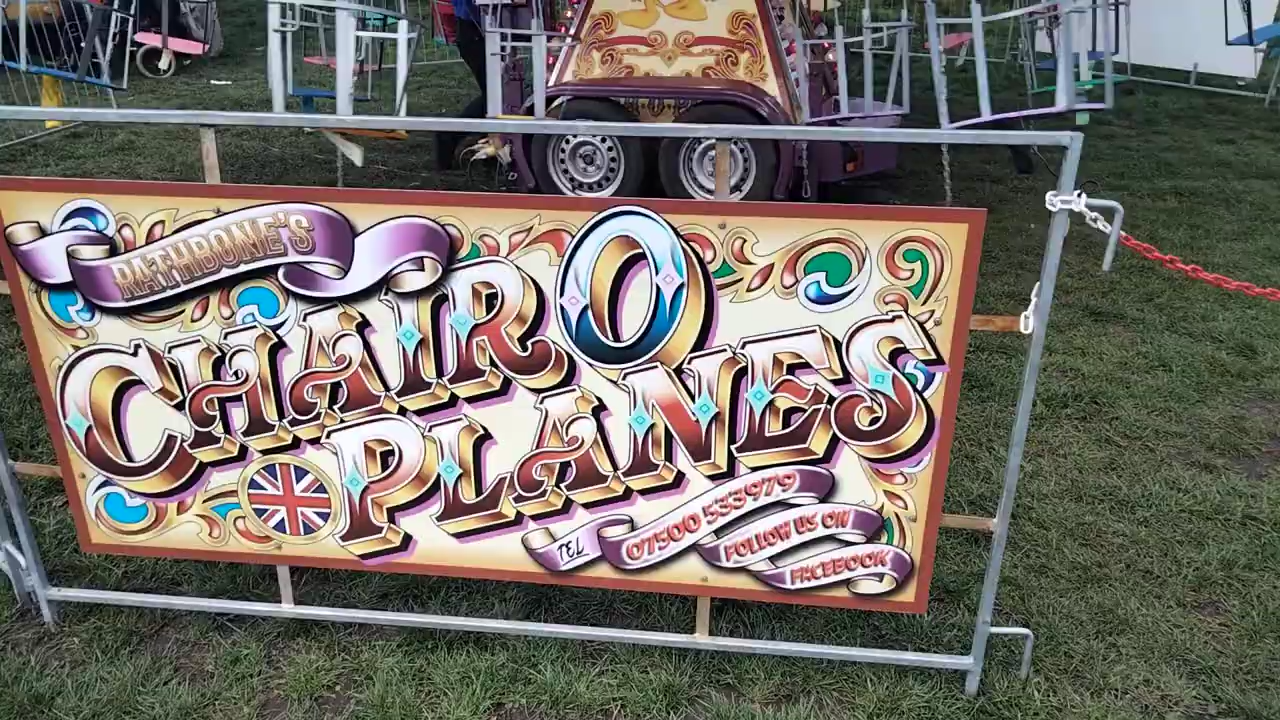 RATHBONE'S
CHAIR O
PLANES
TEL 07500 533979
FOLLOW US ON
FACEBOOK